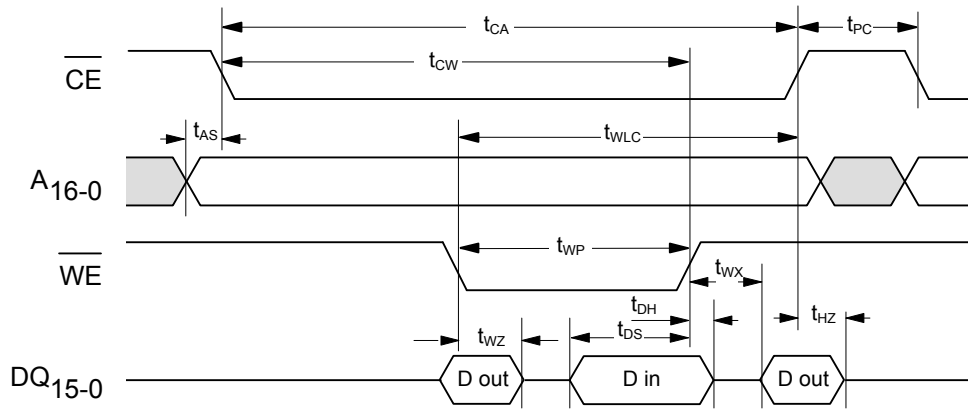 tCA
tPC
CE
tCW
tAS
tWLC
A16-0
WE
tWP
tWX
tDH
tHZ
tWZ
tDS
DQ15-0
D out
D in
D out